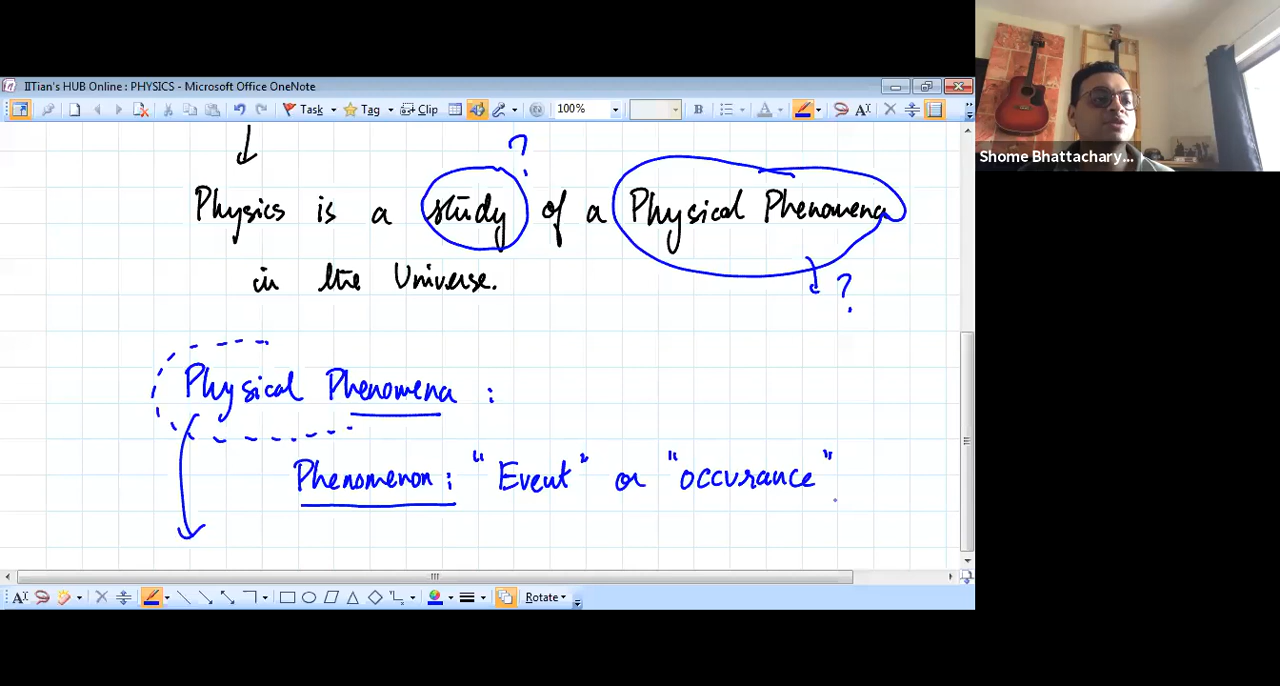 IITian's HUB Online : PHYSICS - Microsoft Office OneNote
Task Tag Clip 100% B A A
?
Physics is a study of a Physical Phenomena
in the Universe.
?
Physical Phenomena :
Phenomenon : "Event" or "occurance"
Rotate
Shome Bhattachary...